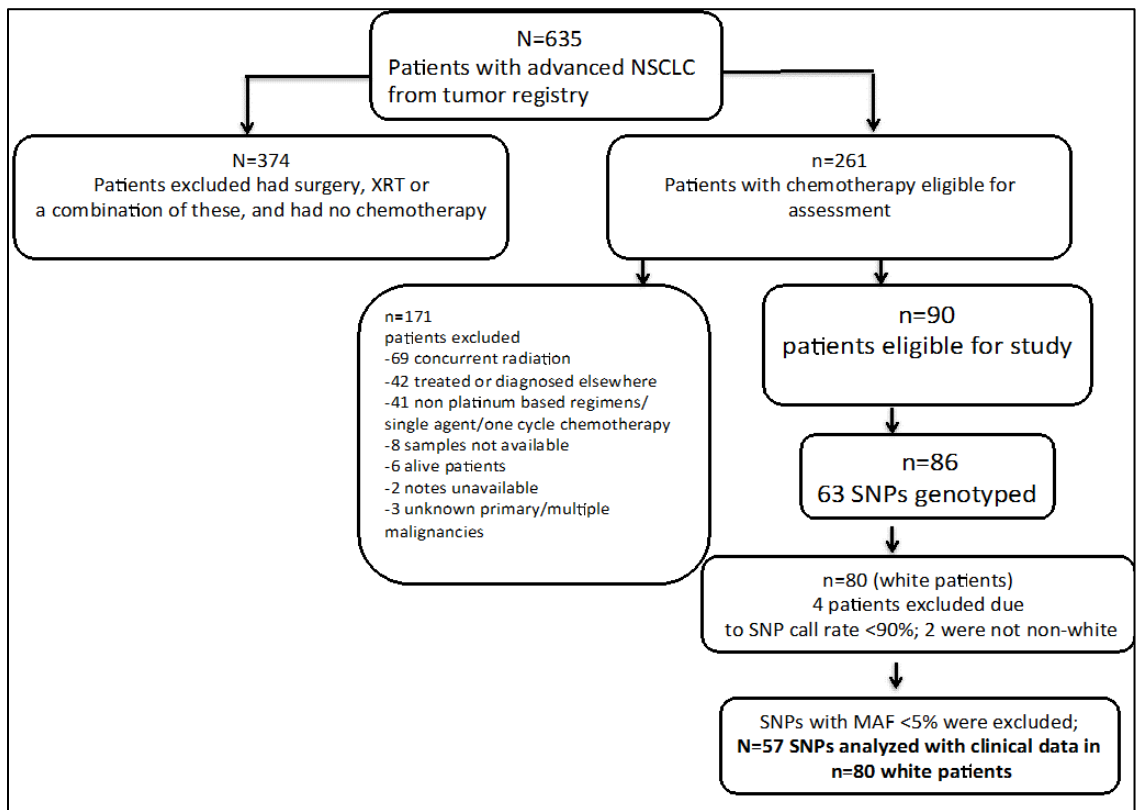 N=635
Patients with advanced NSCLC
from tumor registry
N=374
Patients excluded had surgery, XRT or
a combination of these, and had no chemotherapy
n=261
Patients with chemotherapy eligible for
assessment
n=171
patients excluded
-69 concurrent radiation
-42 treated or diagnosed elsewhere
-41 non platinum based regimens/
single agent/one cycle chemotherapy
-8 samples not available
-6 alive patients
-2 notes unavailable
-3 unknown primary/multiple
malignancies
n=90
patients eligible for study
n=86
63 SNPs genotyped
n=80 (white patients)
4 patients excluded due
to SNP call rate <90%; 2 were not non-white
SNPs with MAF <5% were excluded;
N=57 SNPs analyzed with clinical data in
n=80 white patients